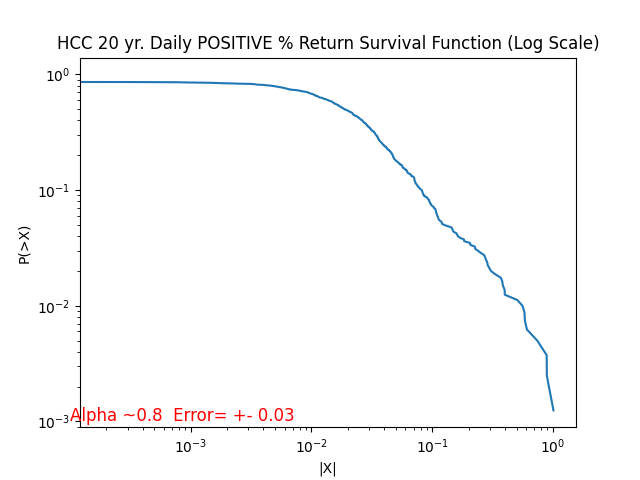 HCC 20 yr. Daily POSITIVE % Return Survival Function (Log Scale)
10⁰
10⁻¹
P(>X)
10⁻²
10⁻³
Alpha ~0.8  Error= +- 0.03
10⁻³ 10⁻² 10⁻¹ 10⁰
|X|